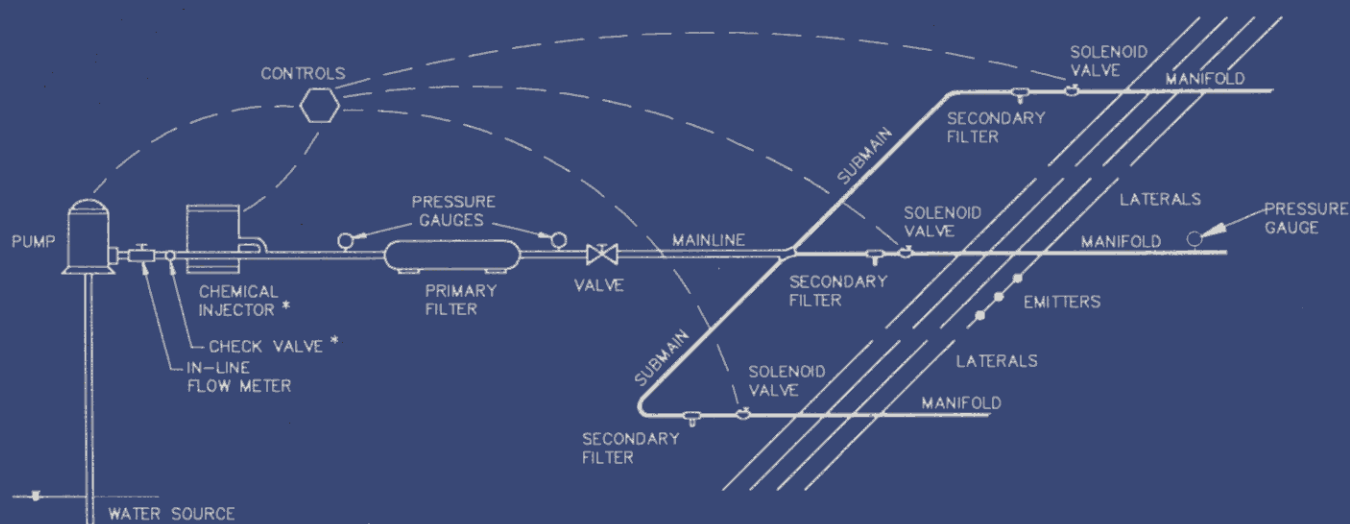 CONTROLS
SOLENOID
VALVE
MANIFOLD
SECONDARY
FILTER
SUBMAIN
LATERALS
PRESSURE
GAUGES
SOLENOID
VALVE
PRESSURE
GAUGE
PUMP
MAINLINE
MANIFOLD
CHEMICAL
INJECTOR *
PRIMARY
FILTER
VALVE
SECONDARY
FILTER
EMITTERS
CHECK VALVE *
IN-LINE
FLOW METER
SUBMAIN
LATERALS
SOLENOID
VALVE
MANIFOLD
SECONDARY
FILTER
WATER SOURCE